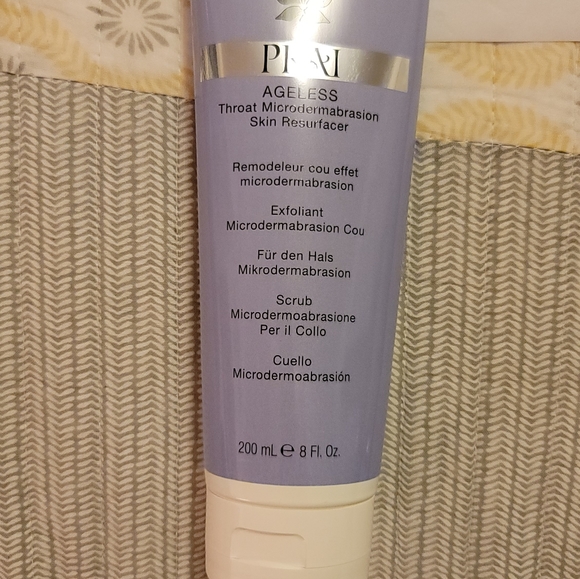 PRAI
AGELESS
Throat Microdermabrasion
Skin Resurfacer
Remodeleur cou effet
microdermabrasion
Exfoliant
Microdermabrasion Cou
Für den Hals
Mikrodermabrasion
Scrub
Microdermoabrasione
Per il Collo
Cuello
Microdermoabrasión
200 mL ℮ 8 Fl. Oz.